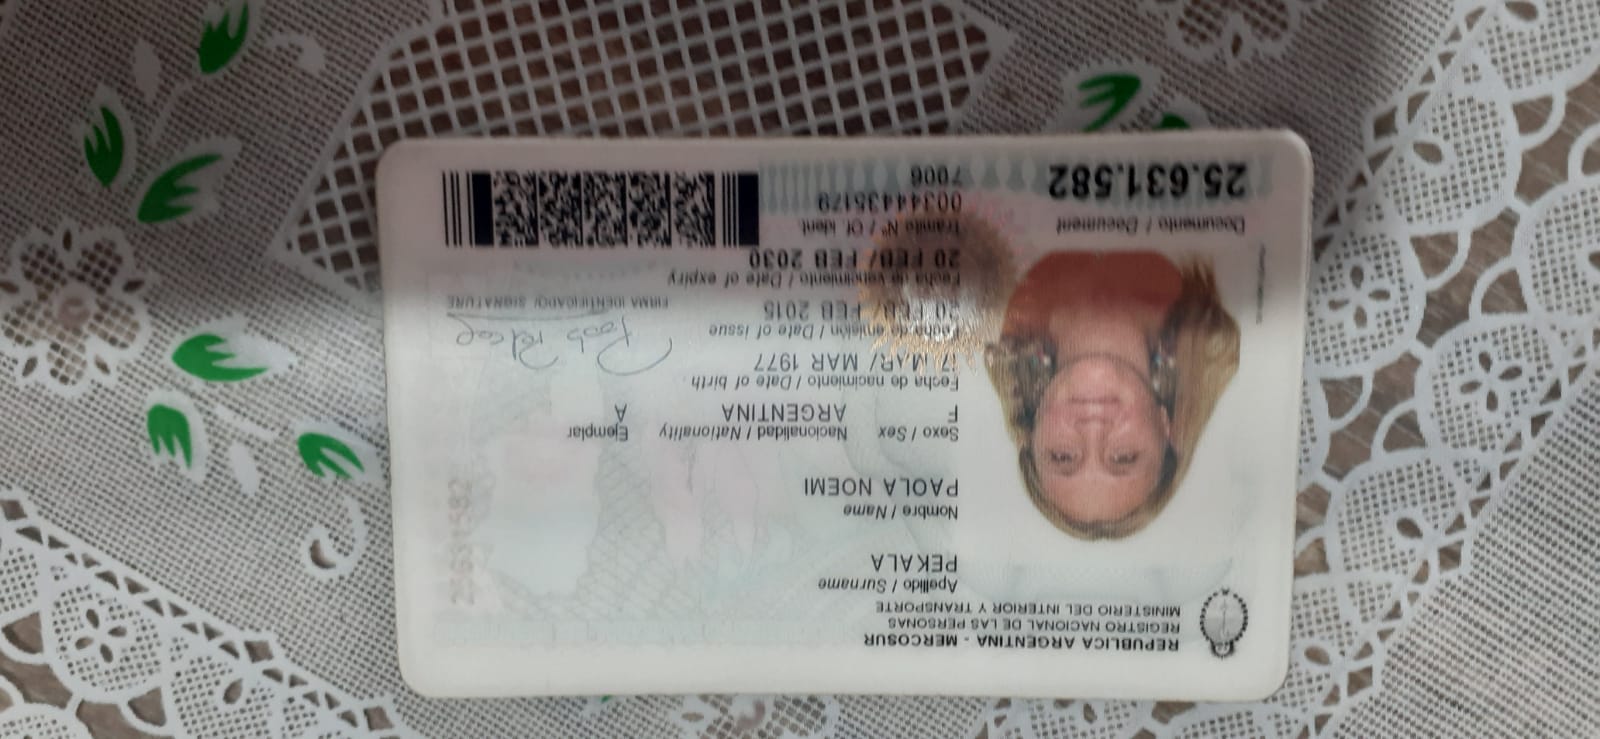 REPUBLICA ARGENTINA - MERCOSUR
REGISTRO NACIONAL DE LAS PERSONAS
MINISTERIO DEL INTERIOR Y TRANSPORTE
Apellido / Surname
PEKALA
Nombre / Name
PAOLA NOEMI
Sexo / Sex Nacionalidad / Nationality Ejemplar
F ARGENTINA A
Fecha de nacimiento / Date of birth
17 MAR/ MAR 1977
Fecha de emisión / Date of issue
20 FEB/ FEB 2015
Fecha de vencimiento / Date of expiry
20 FEB/ FEB 2030
FIRMA IDENTIFICADO/ SIGNATURE
Documento / Document
25.631.582
Trámite Nº / Of. ident.
00344435179
7006
25631582